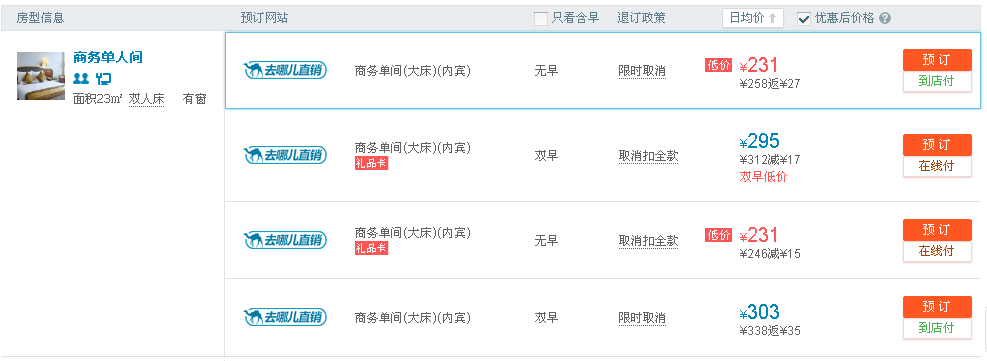 房型信息 预订网站 只看含早 退订政策 日均价 优惠后价格
商务单人间
面积23㎡ 双人床 有窗
去哪儿直销 商务单间(大床)(内宾) 无早 限时取消 低价 ¥231 预 订
¥258返¥27 到店付
去哪儿直销 商务单间(大床)(内宾) 双早 取消扣全款 ¥295 预 订
礼品卡 ¥312减¥17 在线付
双早低价
去哪儿直销 商务单间(大床)(内宾) 无早 取消扣全款 低价 ¥231 预 订
礼品卡 ¥246减¥15 在线付
去哪儿直销 商务单间(大床)(内宾) 双早 限时取消 ¥303 预 订
¥338返¥35 到店付